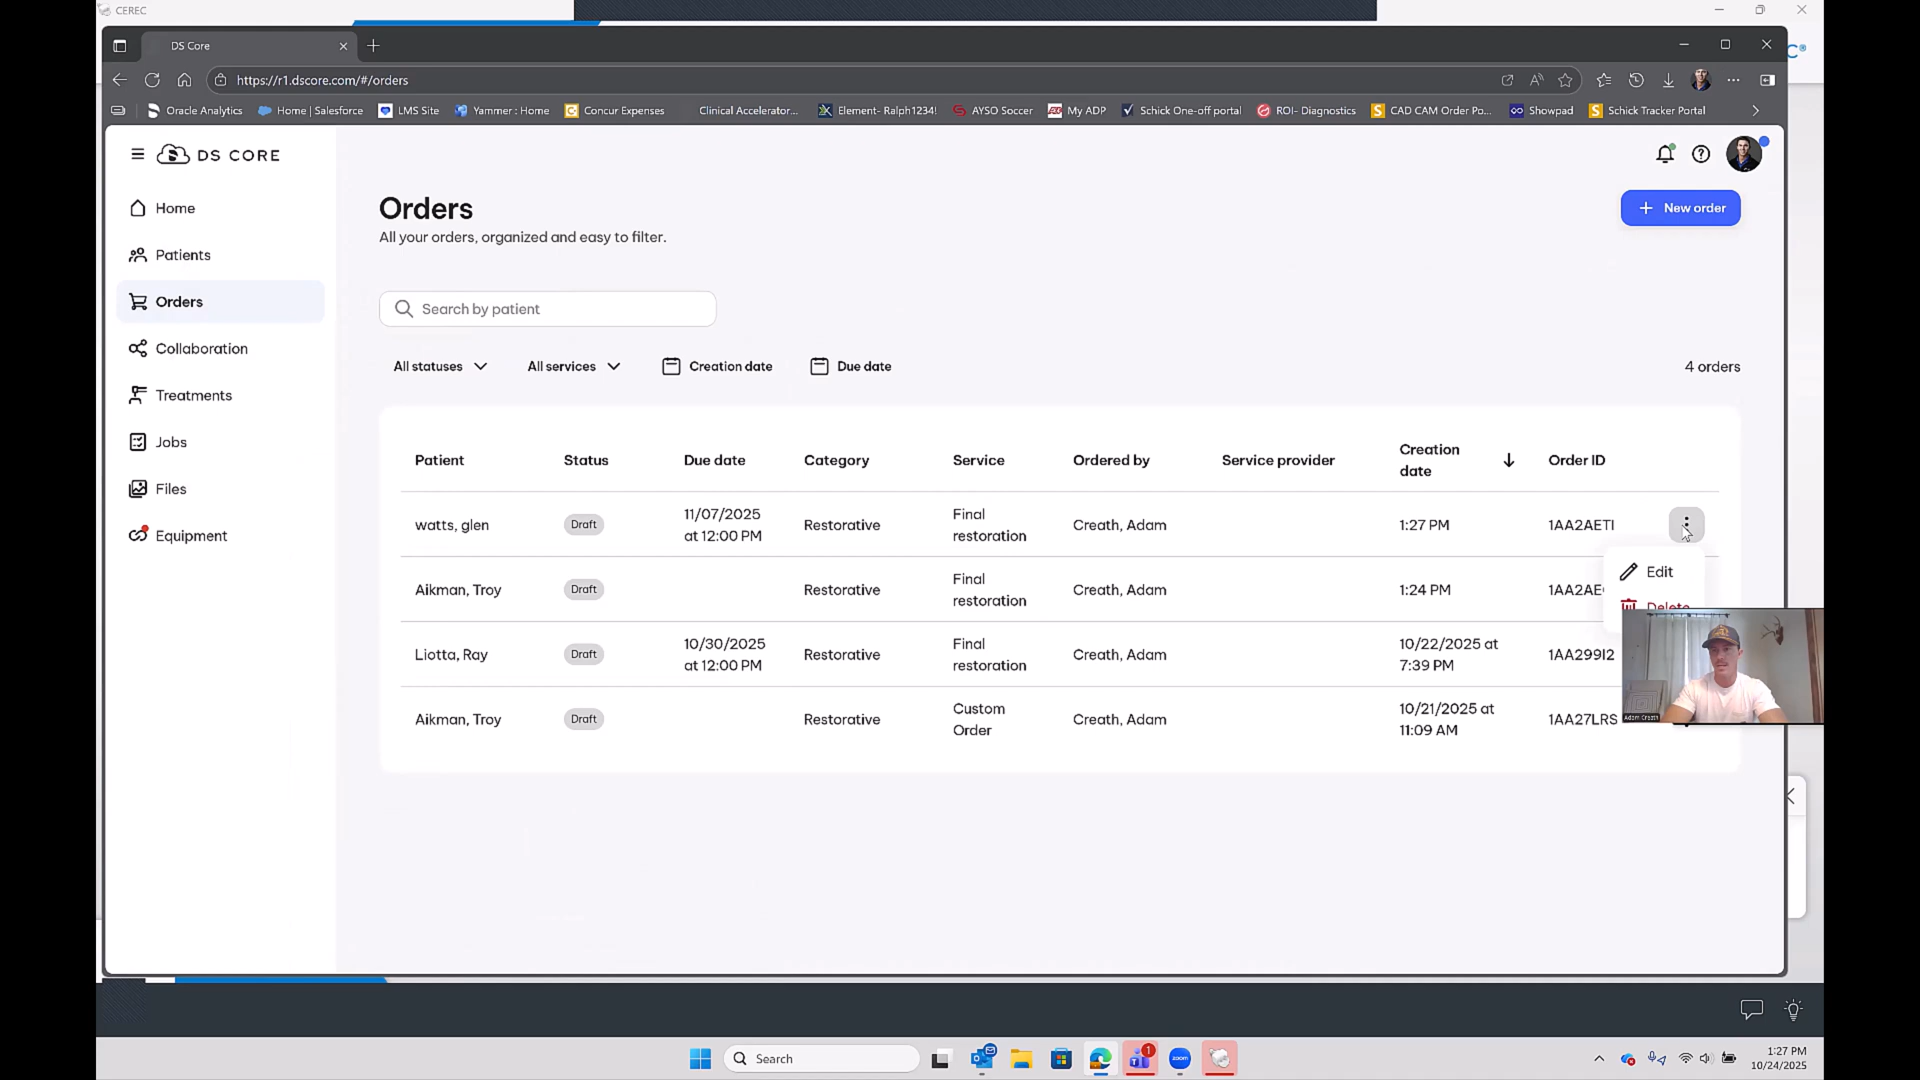 CEREC
DS Core
https://r1.dscore.com/#/orders
Oracle Analytics
Home | Salesforce
LMS Site
Yammer : Home
Concur Expenses
Clinical Accelerator...
Element- Ralph1234!
AYSO Soccer
My ADP
Schick One-off portal
ROI- Diagnostics
CAD CAM Order Po...
Showpad
Schick Tracker Portal
DS CORE
Home
Patients
Orders
Collaboration
Treatments
Jobs
Files
Equipment
Orders
New order
All your orders, organized and easy to filter.
Search by patient
All statuses
All services
Creation date
Due date
4 orders
Patient Status Due date Category Service Ordered by Service provider Creation date Order ID
watts, glen Draft 11/07/2025 at 12:00 PM Restorative Final restoration Creath, Adam 1:27 PM 1AA2AETI
Edit
Delete
Aikman, Troy Draft Restorative Final restoration Creath, Adam 1:24 PM
Liotta, Ray Draft 10/30/2025 at 12:00 PM Restorative Final restoration Creath, Adam 10/22/2025 at 7:39 PM 1AA299I2
Aikman, Troy Draft Restorative Custom Order Creath, Adam 10/21/2025 at 11:09 AM 1AA27LRS
Adam Creath
Search
1
zoom
1:27 PM
10/24/2025